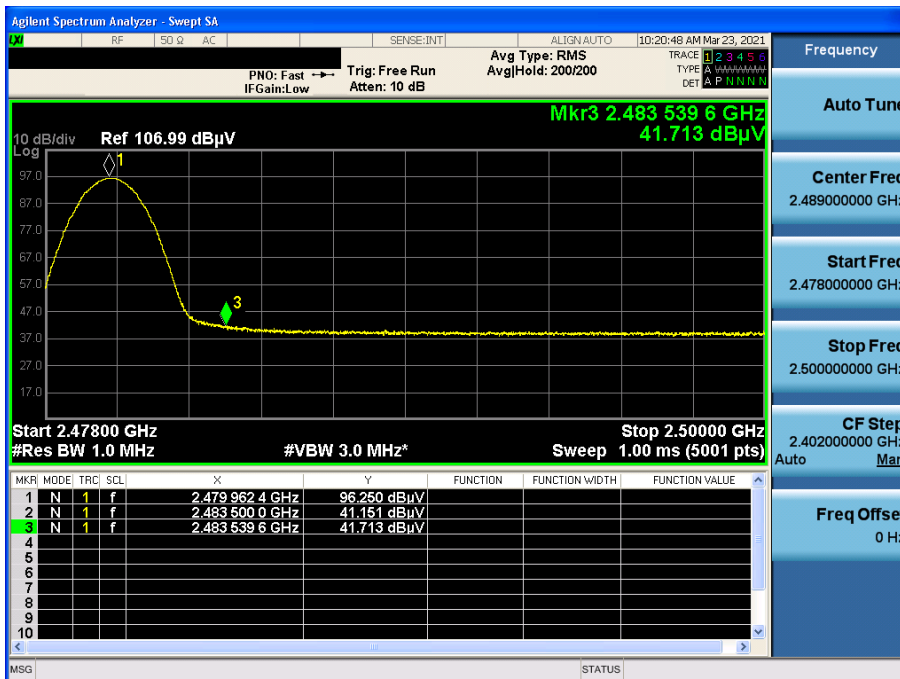 Agilent Spectrum Analyzer - Swept SA
LXI RF 50 Ω AC SENSE:INT ALIGNAUTO 10:20:48 AM Mar 23, 2021
PNO: Fast Trig: Free Run Avg Type: RMS TRACE 1 2 3 4 5 6
IFGain:Low Atten: 10 dB Avg|Hold: 200/200 TYPE A WWWWW
DET A P N N N N
Mkr3 2.483 539 6 GHz
41.713 dBµV
10 dB/div Ref 106.99 dBµV
Log
97.0
87.0
77.0
67.0
57.0
47.0
37.0
27.0
17.0
1
3
Start 2.47800 GHz Stop 2.50000 GHz
#Res BW 1.0 MHz #VBW 3.0 MHz* Sweep 1.00 ms (5001 pts)
MKR MODE TRC SCL X Y FUNCTION FUNCTION WIDTH FUNCTION VALUE
1 N 1 f 2.479 962 4 GHz 96.250 dBµV
2 N 1 f 2.483 500 0 GHz 41.151 dBµV
3 N 1 f 2.483 539 6 GHz 41.713 dBµV
4
5
6
7
8
9
10
MSG STATUS
Frequency
Auto Tune
Center Freq
2.489000000 GHz
Start Freq
2.478000000 GHz
Stop Freq
2.500000000 GHz
CF Step
2.402000000 GHz
Auto Man
Freq Offse
0 Hz